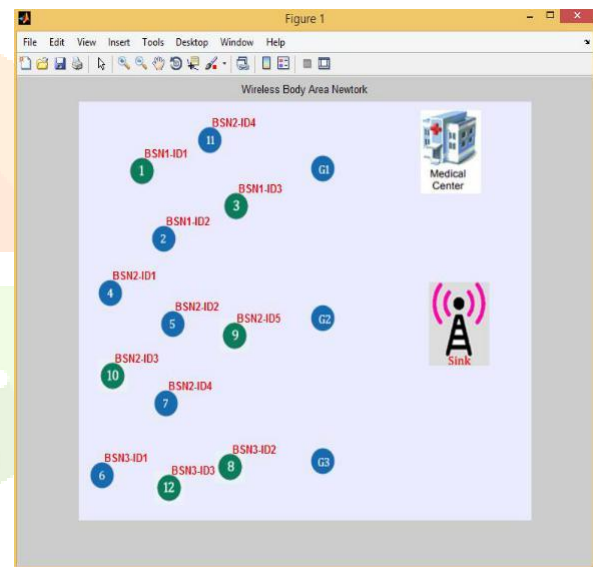 Figure 1
File Edit View Insert Tools Desktop Window Help
Wireless Body Area Newtork
BSN2-ID4
11
BSN1-ID1
1
G1
Medical
Center
BSN1-ID3
3
BSN1-ID2
2
BSN2-ID1
4
BSN2-ID2
5
BSN2-ID5
9
G2
Sink
BSN2-ID3
10
BSN2-ID4
7
BSN3-ID1
6
BSN3-ID3
12
BSN3-ID2
8
G3